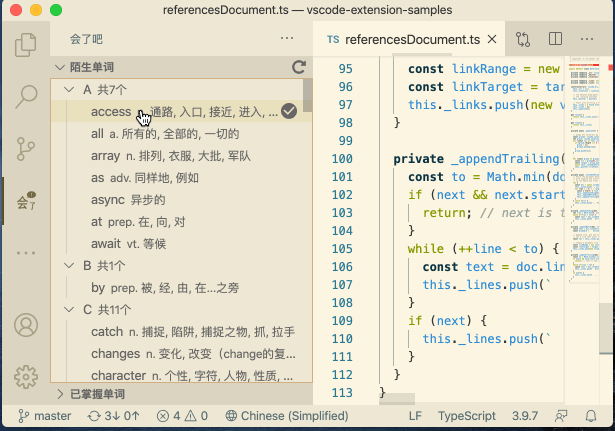 referencesDocument.ts — vscode-extension-samples
会了吧
陌生单词
A 共7个
access n. 通路, 入口, 接近, 进入, ...
all a. 所有的, 全部的, 一切的
array n. 排列, 衣服, 大批, 军队
as adv. 同样地, 例如
async 异步的
at prep. 在, 向, 对
await vt. 等候
B 共1个
by prep. 被, 经, 由, 在...之旁
C 共11个
catch n. 捕捉, 陷阱, 捕捉之物, 抓, 拉手
changes n. 变化, 改变（change的复...
character n. 个性, 字符, 人物, 性质, ...
已掌握单词
会了
TS referencesDocument.ts
95 const linkRange = new
96 const linkTarget = ta
97 this._links.push(new v
98 }
99
100 private _appendTrailing(
101 const to = Math.min(do
102 if (next && next.start
103 return; // next is t
104 }
105 while (++line < to) {
106 const text = doc.lin
107 this._lines.push(`
108 }
109 if (next) {
110 this._lines.push(`
111 }
112 }
113 }
master 3↓ 0↑ 4 0 Chinese (Simplified) LF TypeScript 3.9.7